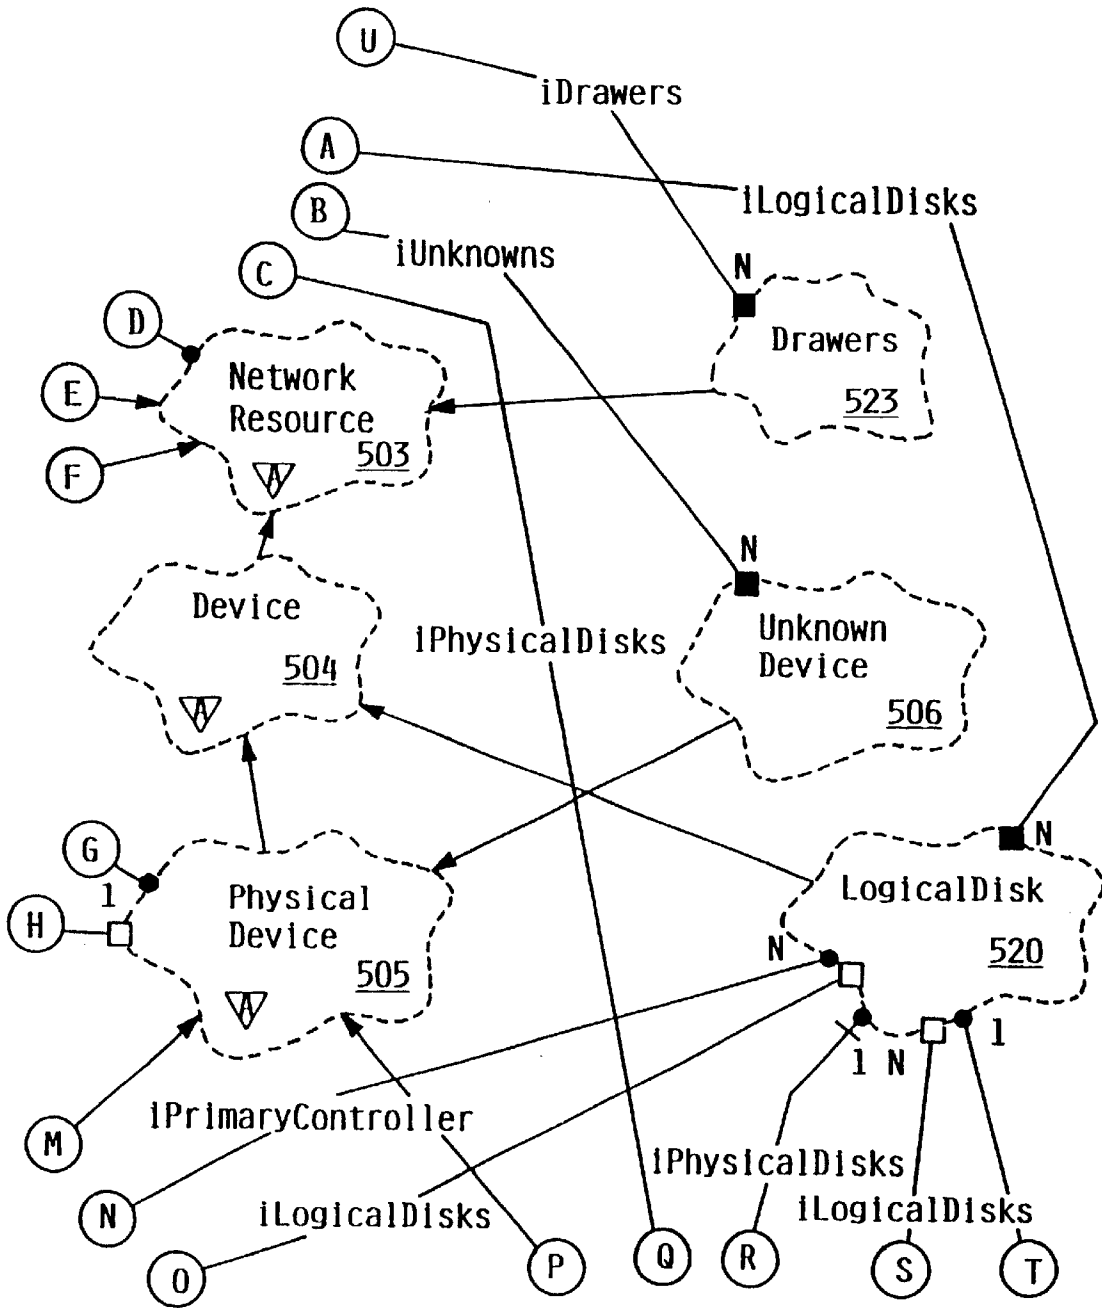 U
iDrawers
A
iLogicalDisks
B
iUnknowns
C
N
D
Drawers
Network
Resource
E
523
503
F
A
N
Device
Unknown
Device
iPhysicalDisks
504
506
A
G
N
1
LogicalDisk
Physical
Device
H
N
520
505
A
1
1
N
iPrimaryController
M
iPhysicalDisks
N
iLogicalDisks
iLogicalDisks
O
P
Q
R
S
T